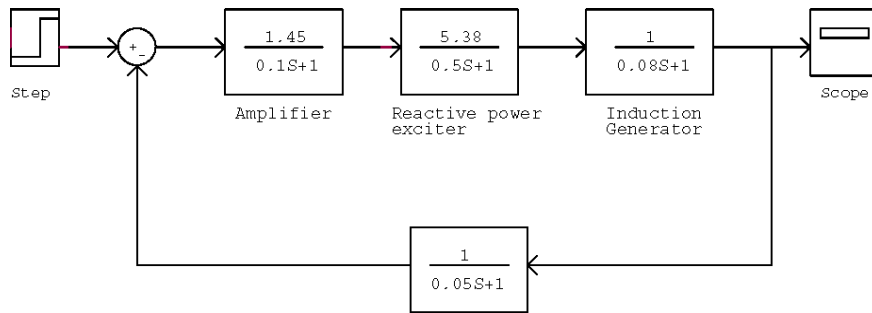 +
-
1.45
0.1S+1
5.38
0.5S+1
1
0.08S+1
Step
Amplifier
Reactive power
exciter
Induction
Generator
Scope
1
0.05S+1